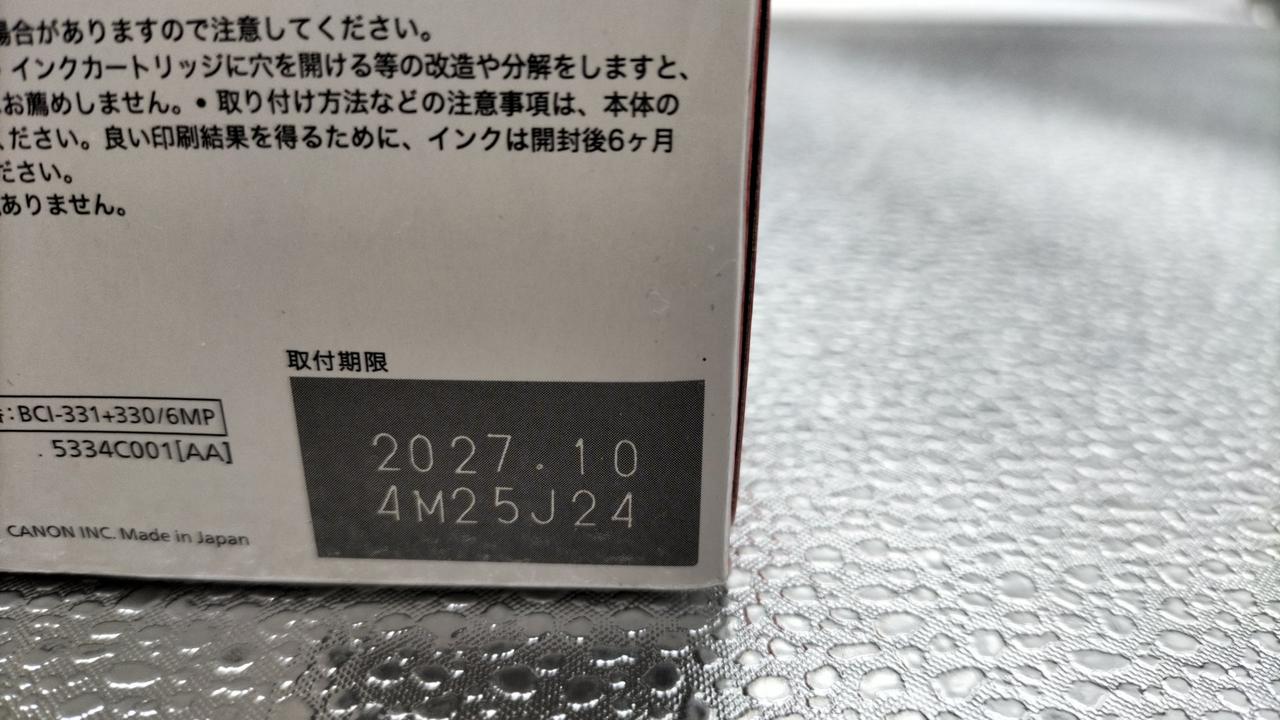 場合がありますので注意してください。
インクカートリッジに穴を開ける等の改造や分解をしますと、
お薦めしません。• 取り付け方法などの注意事項は、本体の
ください。良い印刷結果を得るために、インクは開封後6ヶ月
ださい。
ありません。
取付期限
:BCI-331+330/6MP
2027.10
. 5334C001[AA]
4M25J24
CANON INC. Made in Japan